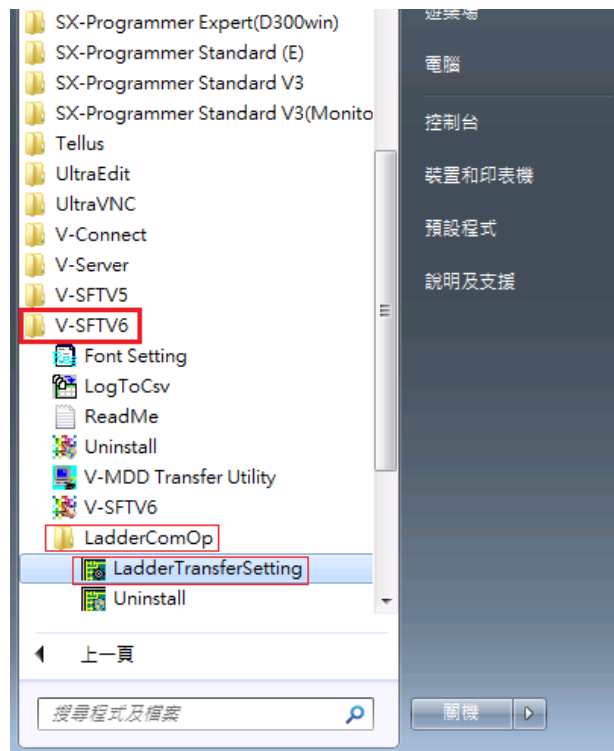 SX-Programmer Expert(D300win)
SX-Programmer Standard (E)
SX-Programmer Standard V3
SX-Programmer Standard V3(Monito
Tellus
UltraEdit
UltraVNC
V-Connect
V-Server
V-SFTV5
V-SFTV6
Font Setting
LogToCsv
ReadMe
Uninstall
V-MDD Transfer Utility
V-SFTV6
LadderComOp
LadderTransferSetting
Uninstall
上一頁
搜尋程式及檔案
遊樂場
電腦
控制台
裝置和印表機
預設程式
說明及支援
關機